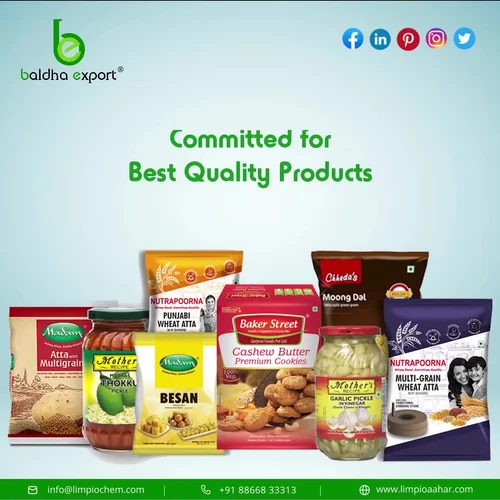 baldha export®
Committed for
Best Quality Products
Madam
Atta with
Multigrain
Mother's
RECIPE
THOKKU
PICKLE
NUTRAPOORNA
PUNJABI
WHEAT ATTA
M.P. SAHORE
Madam
BESAN
Baker Street
Cashew Butter
Premium Cookies
Chheda's
Moong Dal
Mother's
RECIPE
GARLIC PICKLE
IN VINEGAR
NUTRAPOORNA
MULTI-GRAIN
WHEAT ATTA
info@limpiochem.com | +91 88668 33313 | www.limpioaahar.com